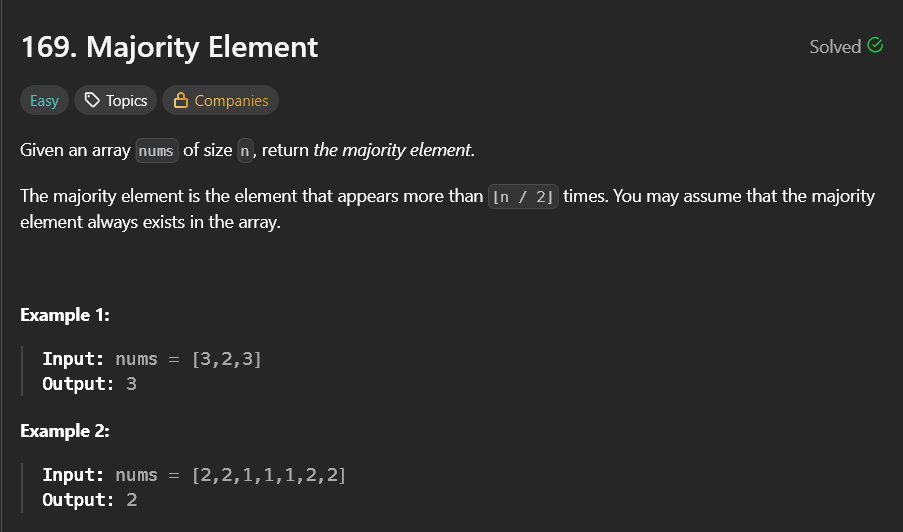 169. Majority Element
Solved
Easy Topics Companies
Given an array nums of size n, return the majority element.
The majority element is the element that appears more than ⌊n / 2⌋ times. You may assume that the majority
element always exists in the array.
Example 1:
Input: nums = [3,2,3]
Output: 3
Example 2:
Input: nums = [2,2,1,1,1,2,2]
Output: 2